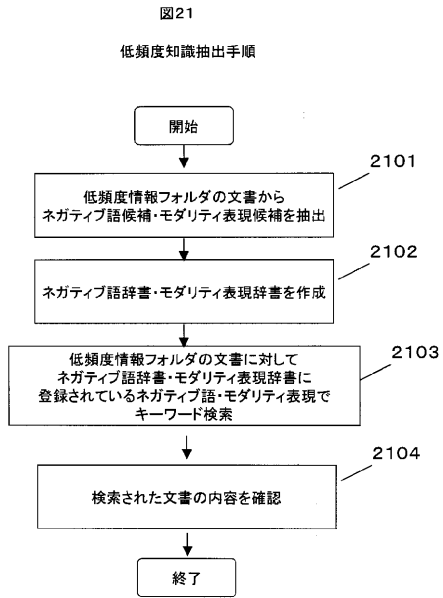 図21
低頻度知識抽出手順
開始
2101
低頻度情報フォルダの文書から
ネガティブ語候補・モダリティ表現候補を抽出
2102
ネガティブ語辞書・モダリティ表現辞書を作成
2103
低頻度情報フォルダの文書に対して
ネガティブ語辞書・モダリティ表現辞書に
登録されているネガティブ語・モダリティ表現で
キーワード検索
2104
検索された文書の内容を確認
終了